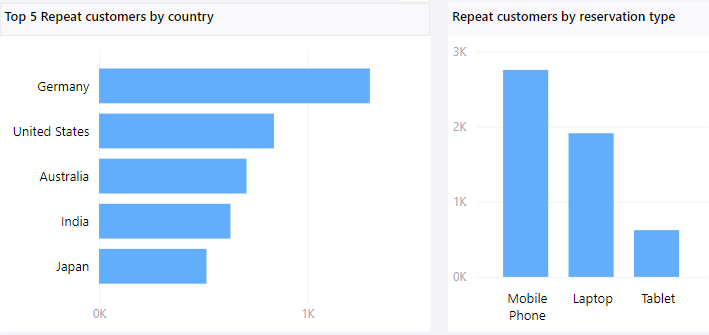 Top 5 Repeat customers by country
Germany
United States
Australia
India
Japan
0K
1K
Repeat customers by reservation type
3K
2K
1K
0K
Mobile
Phone
Laptop
Tablet